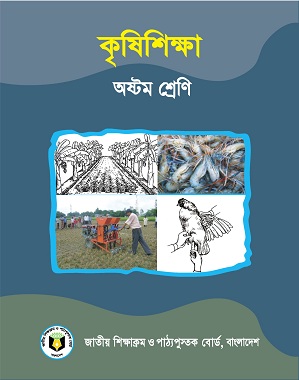 কৃষিশিক্ষা
অষ্টম শ্রেণি
জাতীয় শিক্ষাক্রম ও পাঠ্যপুস্তক বোর্ড, বাংলাদেশ